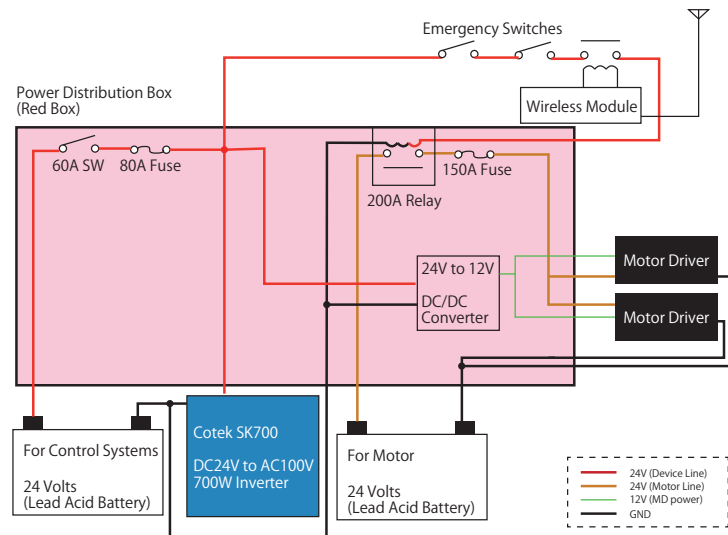 Emergency Switches
Power Distribution Box
(Red Box)
Wireless Module
60A SW
80A Fuse
150A Fuse
200A Relay
24V to 12V
DC/DC
Converter
Motor Driver
Motor Driver
For Control Systems
24 Volts
(Lead Acid Battery)
Cotek SK700
DC24V to AC100V
700W Inverter
For Motor
24 Volts
(Lead Acid Battery)
24V (Device Line)
24V (Motor Line)
12V (MD power)
GND